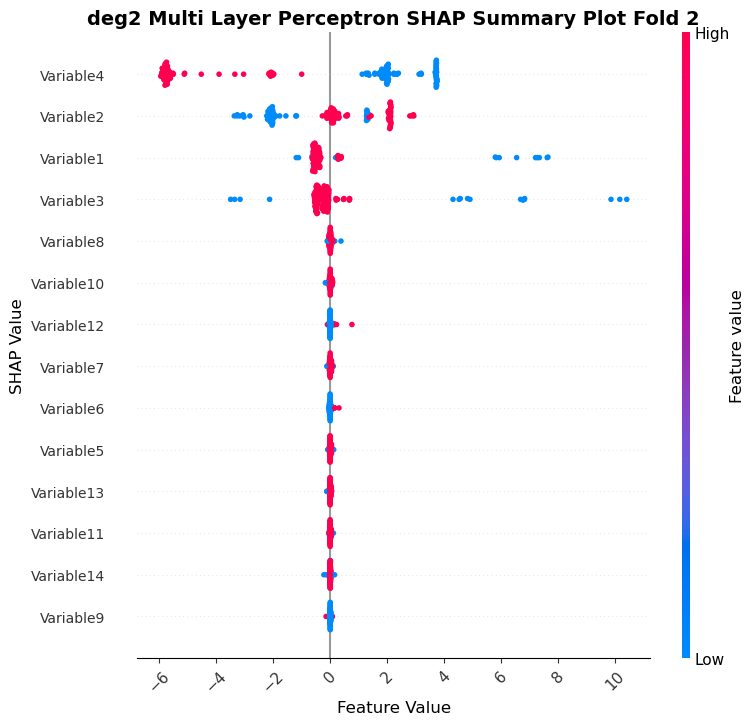 deg2 Multi Layer Perceptron SHAP Summary Plot Fold 2
High
Variable4
Variable2
Variable1
Variable3
Variable8
Variable10
Variable12
Variable7
Variable6
Variable5
Variable13
Variable11
Variable14
Variable9
SHAP Value
Feature value
Low
−6 −4 −2 0 2 4 6 8 10
Feature Value